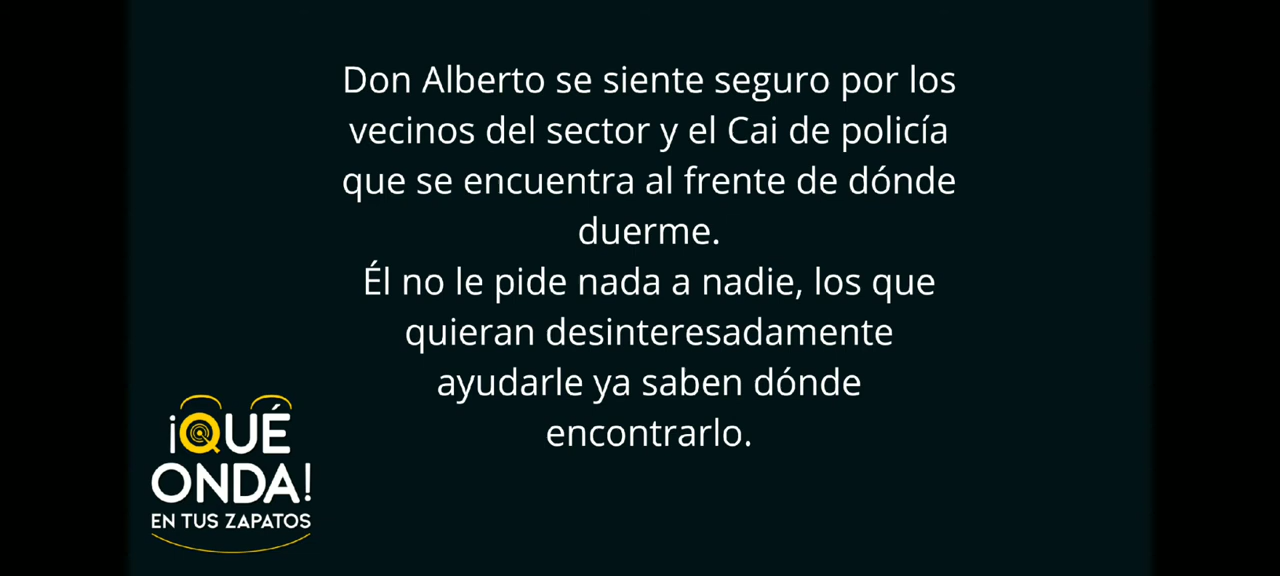 Don Alberto se siente seguro por los
vecinos del sector y el Cai de policía
que se encuentra al frente de dónde
duerme.
Él no le pide nada a nadie, los que
quieran desinteresadamente
ayudarle ya saben dónde
encontrarlo.
¡QUÉ
ONDA!
EN TUS ZAPATOS